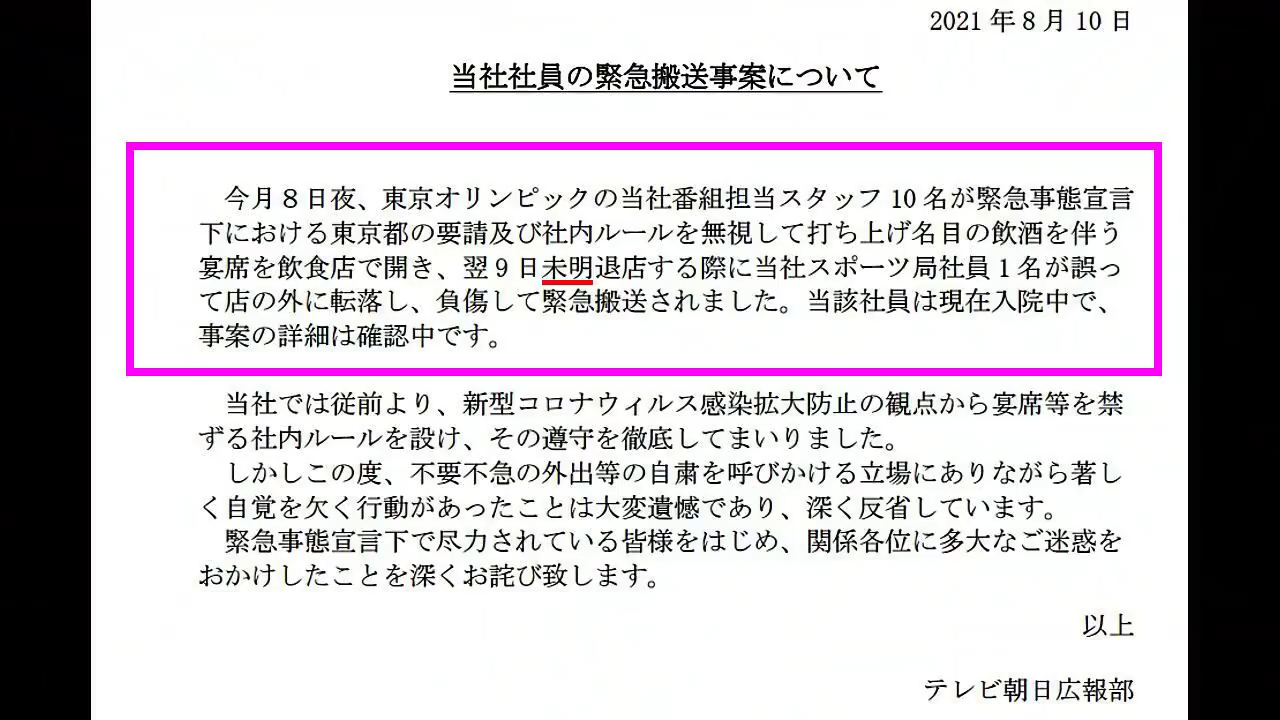 2021年8月10日
当社社員の緊急搬送事案について
今月８日夜、東京オリンピックの当社番組担当スタッフ10名が緊急事態宣言
下における東京都の要請及び社内ルールを無視して打ち上げ名目の飲酒を伴う
宴席を飲食店で開き、翌９日未明退店する際に当社スポーツ局社員１名が誤っ
て店の外に転落し、負傷して緊急搬送されました。当該社員は現在入院中で、
事案の詳細は確認中です。
当社では従前より、新型コロナウィルス感染拡大防止の観点から宴席等を禁
ずる社内ルールを設け、その遵守を徹底してまいりました。
しかしこの度、不要不急の外出等の自粛を呼びかける立場にありながら著し
く自覚を欠く行動があったことは大変遺憾であり、深く反省しています。
緊急事態宣言下で尽力されている皆様をはじめ、関係各位に多大なご迷惑を
おかけしたことを深くお詫び致します。
以上
テレビ朝日広報部